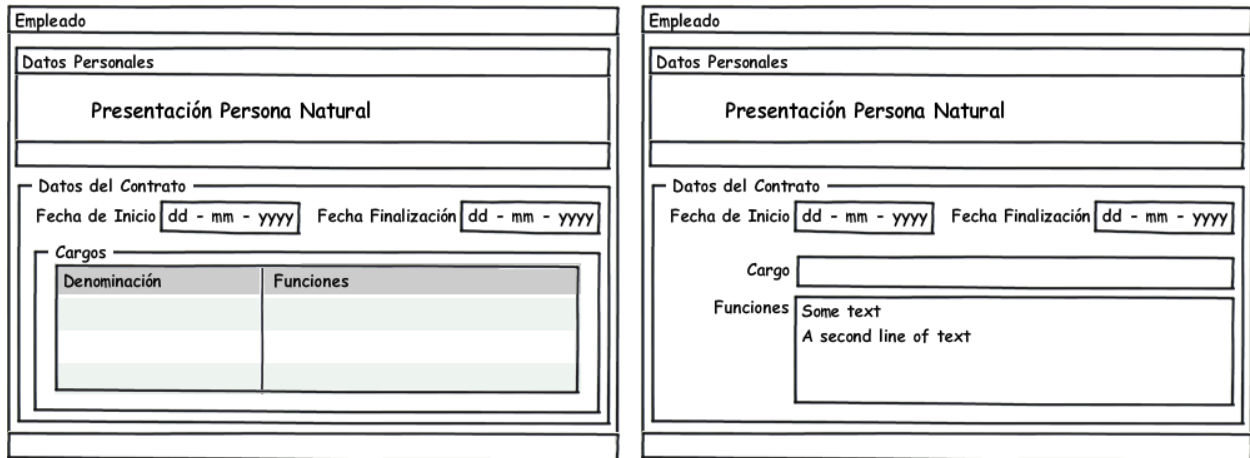 Empleado
Datos Personales
Presentación Persona Natural
Datos del Contrato
Fecha de Inicio dd - mm - yyyy Fecha Finalización dd - mm - yyyy
Cargos
Denominación Funciones
Empleado
Datos Personales
Presentación Persona Natural
Datos del Contrato
Fecha de Inicio dd - mm - yyyy Fecha Finalización dd - mm - yyyy
Cargo
Funciones Some text
A second line of text